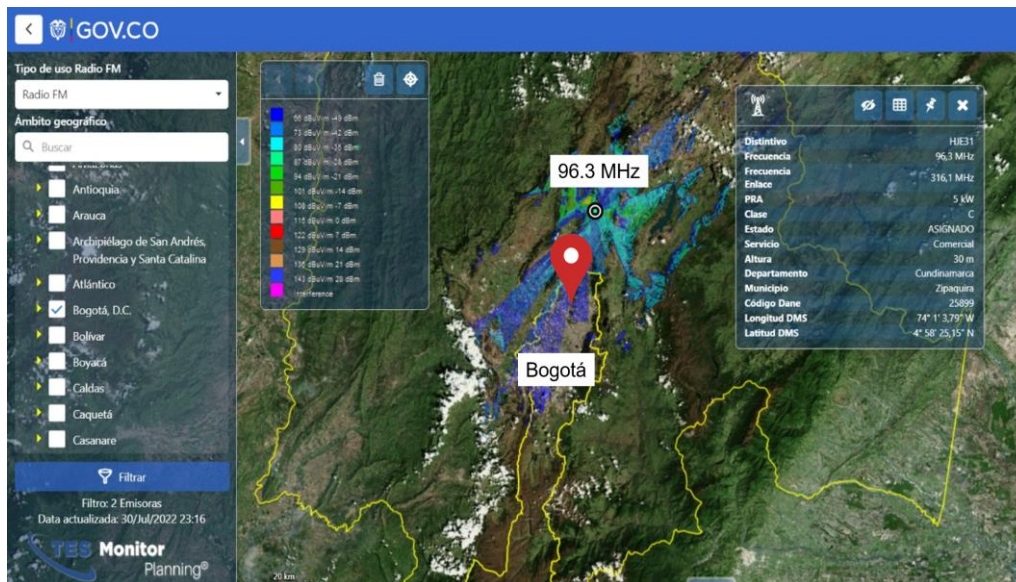 GOV.CO
Tipo de uso Radio FM
Radio FM
Ámbito geográfico
Buscar
Antioquia
Arauca
Archipiélago de San Andrés,
Providencia y Santa Catalina
Atlántico
Bogotá, D.C.
Bolívar
Boyacá
Caldas
Caquetá
Casanare
Filtrar
Filtro: 2 Emisoras
Data actualizada: 30/Jul/2022 23:16
TES Monitor
Planning®
66 dBuV/m -49 dBm
73 dBuV/m -42 dBm
80 dBuV/m -35 dBm
87 dBuV/m -28 dBm
94 dBuV/m -21 dBm
101 dBuV/m -14 dBm
108 dBuV/m -7 dBm
115 dBuV/m 0 dBm
122 dBuV/m 7 dBm
129 dBuV/m 14 dBm
136 dBuV/m 21 dBm
143 dBuV/m 28 dBm
Interference
96.3 MHz
Bogotá
20 km
Distintivo HJE31
Frecuencia 96,3 MHz
Frecuencia
Enlace 316,1 MHz
PRA 5 kW
Clase C
Estado ASIGNADO
Servicio Comercial
Altura 30 m
Departamento Cundinamarca
Municipio Zipaquira
Código Dane 25899
Longitud DMS 74° 1' 3,79" W
Latitud DMS 4° 58' 25,15" N